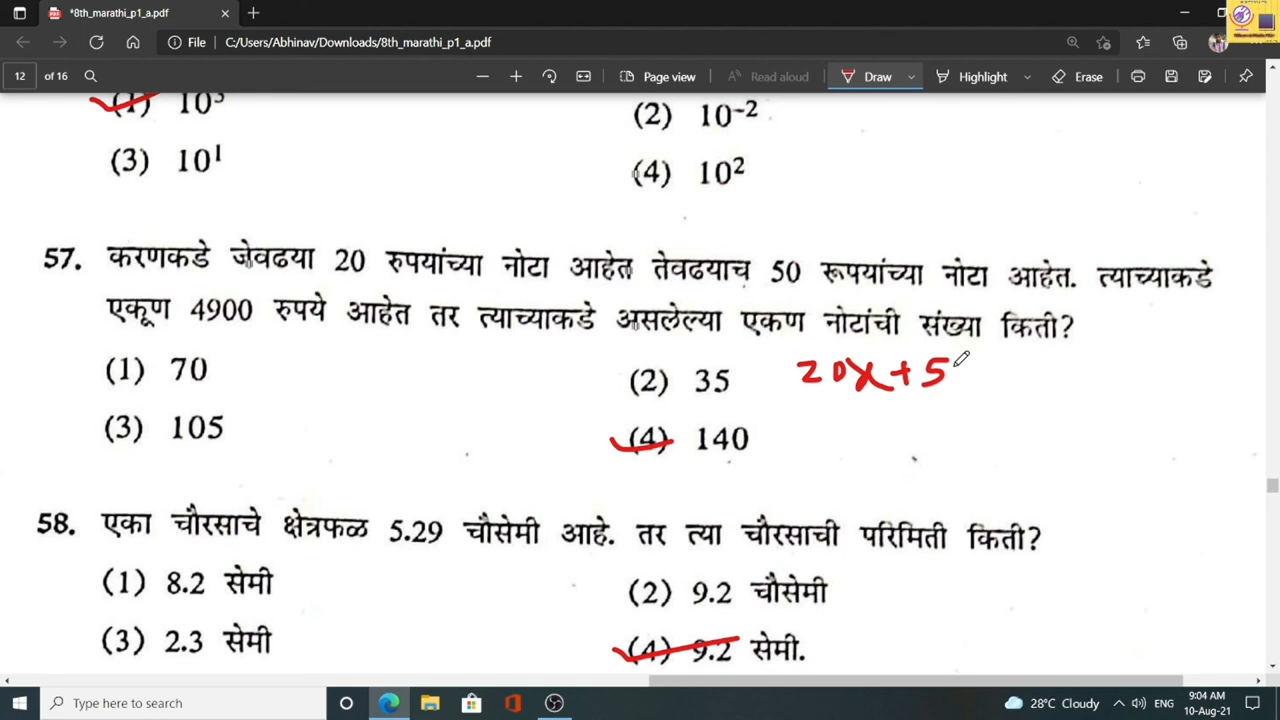 *8th_marathi_p1_a.pdf
File C:/Users/Abhinav/Downloads/8th_marathi_p1_a.pdf
12 of 16 Page view Read aloud Draw Highlight Erase
(1) 10³ (2) 10⁻²
(3) 10¹ (4) 10²
57. करणकडे जेवढया 20 रुपयांच्या नोटा आहेत तेवढयाच 50 रूपयांच्या नोटा आहेत. त्याच्याकडे
एकूण 4900 रुपये आहेत तर त्याच्याकडे असलेल्या एकण नोटांची संख्या किती?
(1) 70 (2) 35 20x+5
(3) 105 (4) 140
58. एका चौरसाचे क्षेत्रफळ 5.29 चौसेमी आहे. तर त्या चौरसाची परिमिती किती?
(1) 8.2 सेमी (2) 9.2 चौसेमी
(3) 2.3 सेमी (4) 9.2 सेमी.
Type here to search 28°C Cloudy 9:04 AM
10-Aug-21